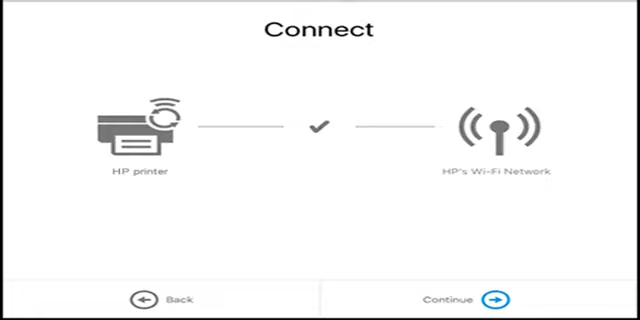 Connect
HP printer
HP's Wi-Fi Network
Back
Continue